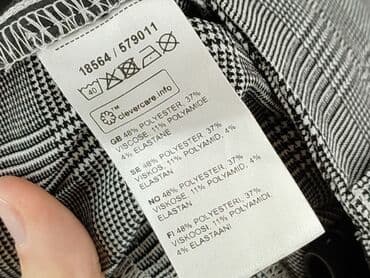 18564 / 579011
40
TM clevercare.info
GB 48% POLYESTER, 37%
VISCOSE, 11% POLYAMIDE
4% ELASTANE
SE 48% POLYESTER, 37%
VISKOS, 11% POLYAMID, 4%
ELASTAN
NO 48% POLYESTER, 37%
VISKOSE, 11% POLYAMID, 4%
ELASTAN
FI 48% POLYESTERI, 37%
VISKOOSI, 11% POLYAMIDI,
4% ELASTAANI